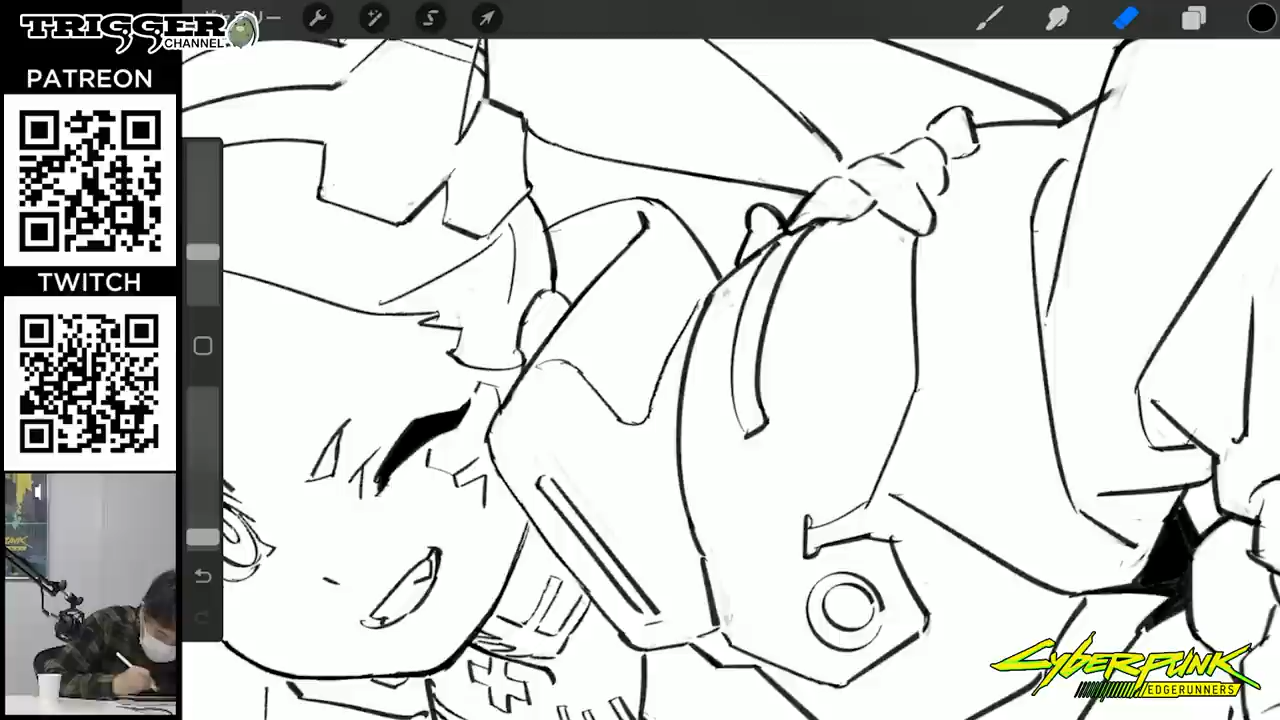 TRIGGER
CHANNEL
PATREON
TWITCH
CYBERPUNK
EDGERUNNERS